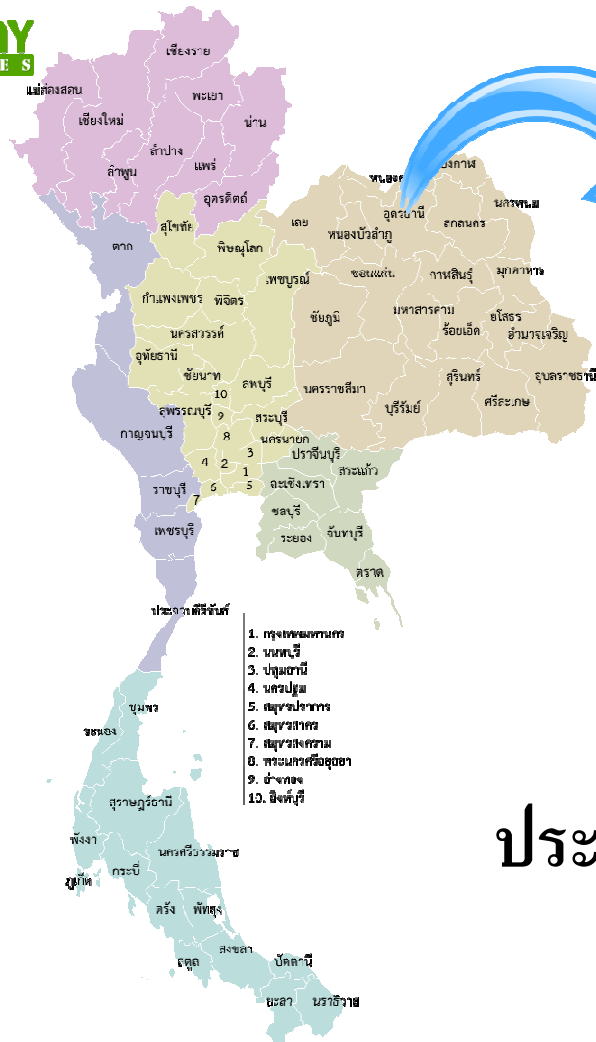 เชียงราย
แม่ฮ่องสอน
พะเยา
เชียงใหม่
น่าน
ลำปาง
แพร่
ลำพูน
อุตรดิตถ์
เลย
อุดรธานี
นครพนม
สุโขทัย
หนองบัวลำภู
สกลนคร
ตาก
พิษณุโลก
เพชบูรณ์
ขอนแก่น
กาฬสินธุ์
มุกดาหาร
กำแพงเพชร
พิจิตร
ชัยภูมิ
มหาสารคาม
ยโสธร
ร้อยเอ็ด
อำนาจเจริญ
นครสวรรค์
อุทัยธานี
ชัยนาท
ลพบุรี
นครราชสีมา
สุรินทร์
อุบลราชธานี
10
สุพรรณบุรี
9
สระบุรี
บุรีรัมย์
ศรีสะเกษ
กาญจนบุรี
8
นครนายก
3
ปราจีนบุรี
4
2
1
สระแก้ว
ราชบุรี
6
5
ฉะเชิงเทรา
7
ชลบุรี
เพชรบุรี
ระยอง
จันทบุรี
ตราด
ประจวบคีรีขันธ์
1. กรุงเทพมหานคร
2. นนทบุรี
3. ปทุมธานี
4. นครปฐม
5. สมุทรปราการ
6. สมุทรสาคร
7. สมุทรสงคราม
8. พระนครศรีอยุธยา
9. อ่างทอง
10. สิงห์บุรี
ชุมพร
ระนอง
สุราษฎร์ธานี
ประ
พังงา
นครศรีธรรมราช
กระบี่
ภูเก็ต
ตรัง
พัทลุง
สงขลา
สตูล
ปัตตานี
ยะลา
นราธิวาส